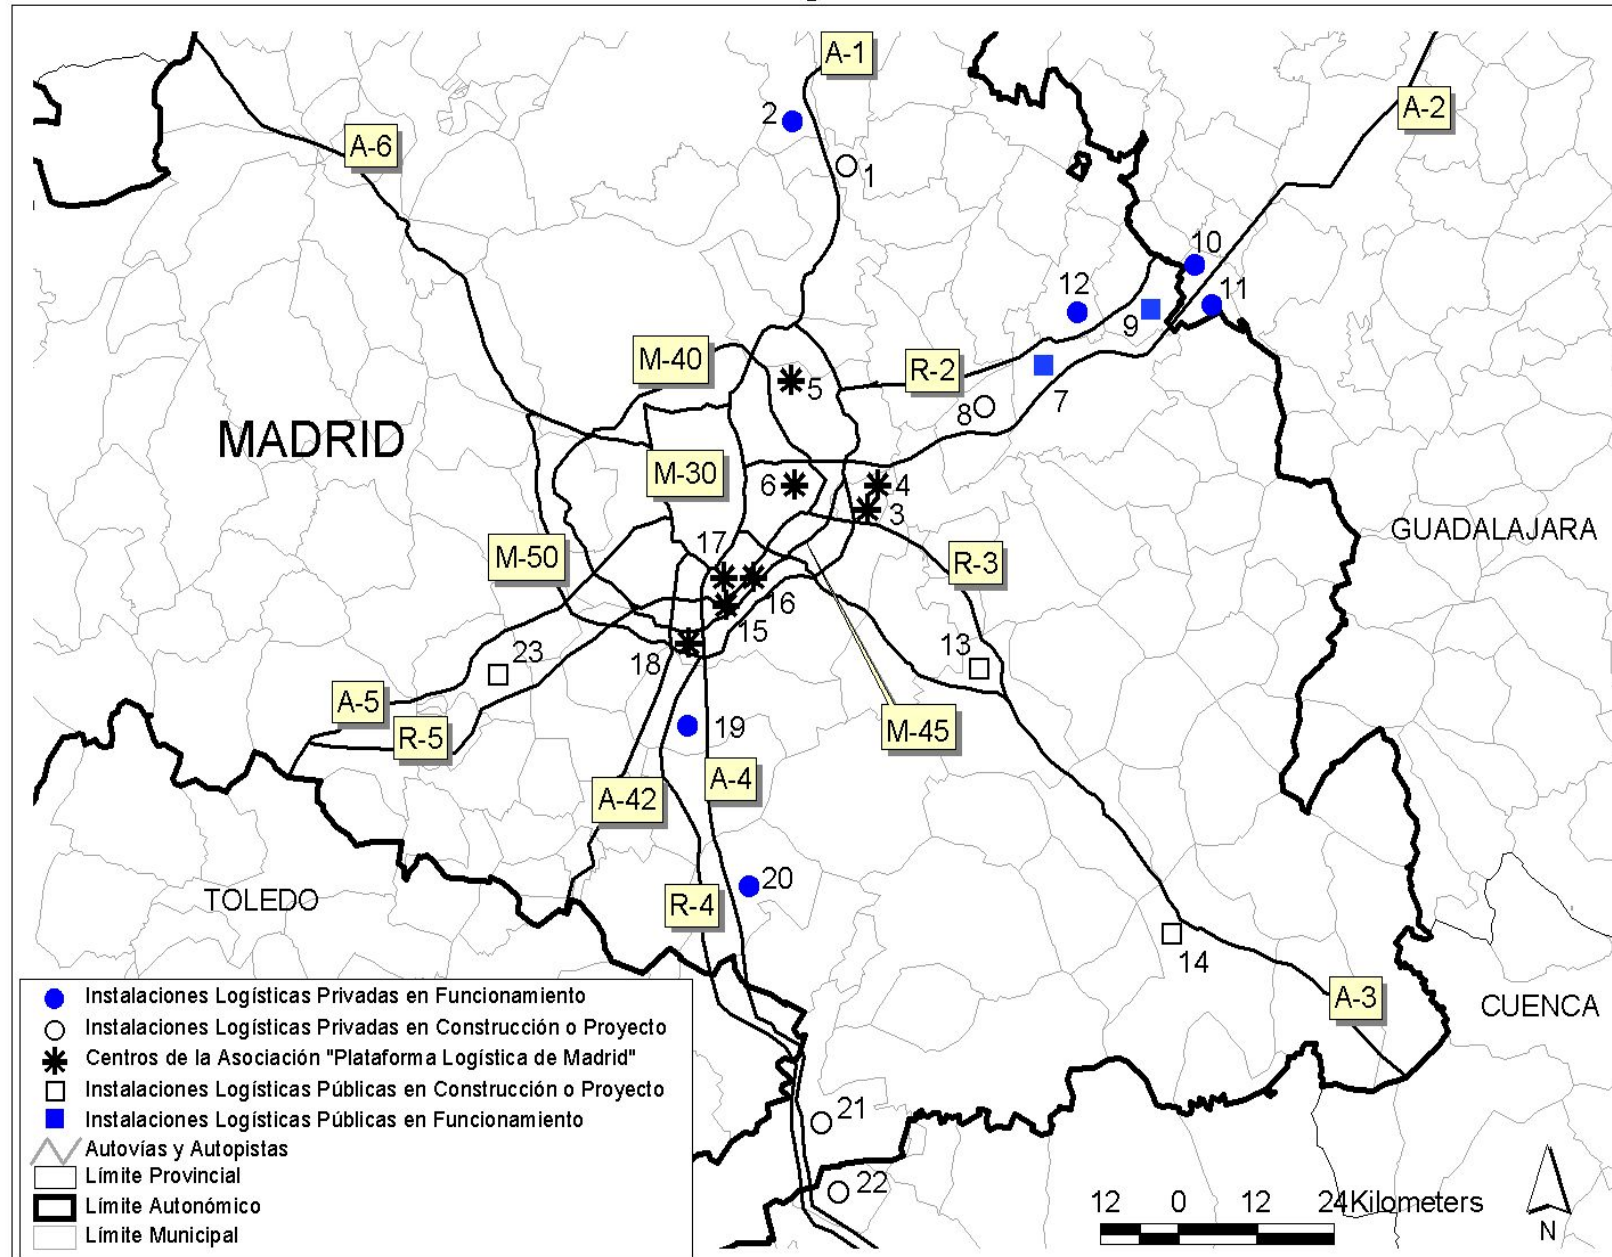 A-1
2
A-2
A-6
1
10
12
11
9
M-40
R-2
5
7
8
MADRID
M-30
6
4
3
GUADALAJARA
17
M-50
R-3
16
15
23
18
13
A-5
R-5
19
M-45
A-4
A-42
20
TOLEDO
R-4
14
A-3
CUENCA
Instalaciones Logísticas Privadas en Funcionamiento
Instalaciones Logísticas Privadas en Construcción o Proyecto
Centros de la Asociación "Plataforma Logística de Madrid"
Instalaciones Logísticas Públicas en Construcción o Proyecto
Instalaciones Logísticas Públicas en Funcionamiento
Autovías y Autopistas
Límite Provincial
Límite Autonómico
Límite Municipal
21
22
12 0 12 24 Kilometers
N